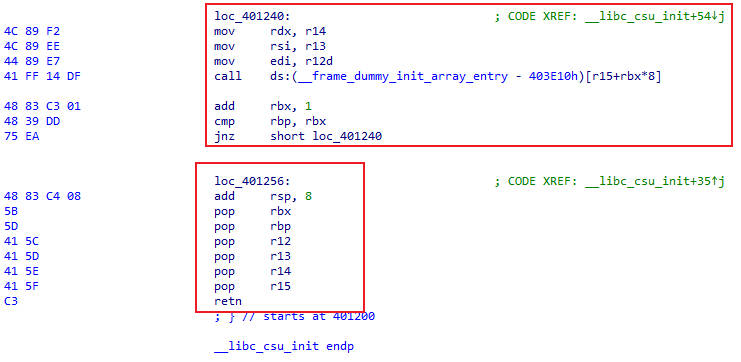 loc_401240: ; CODE XREF: __libc_csu_init+54↓j
4C 89 F2 mov rdx, r14
4C 89 EE mov rsi, r13
44 89 E7 mov edi, r12d
41 FF 14 DF call ds:(__frame_dummy_init_array_entry - 403E10h)[r15+rbx*8]
48 83 C3 01 add rbx, 1
48 39 DD cmp rbp, rbx
75 EA jnz short loc_401240
loc_401256: ; CODE XREF: __libc_csu_init+35↑j
48 83 C4 08 add rsp, 8
5B pop rbx
5D pop rbp
41 5C pop r12
41 5D pop r13
41 5E pop r14
41 5F pop r15
C3 retn
; } // starts at 401200
__libc_csu_init endp